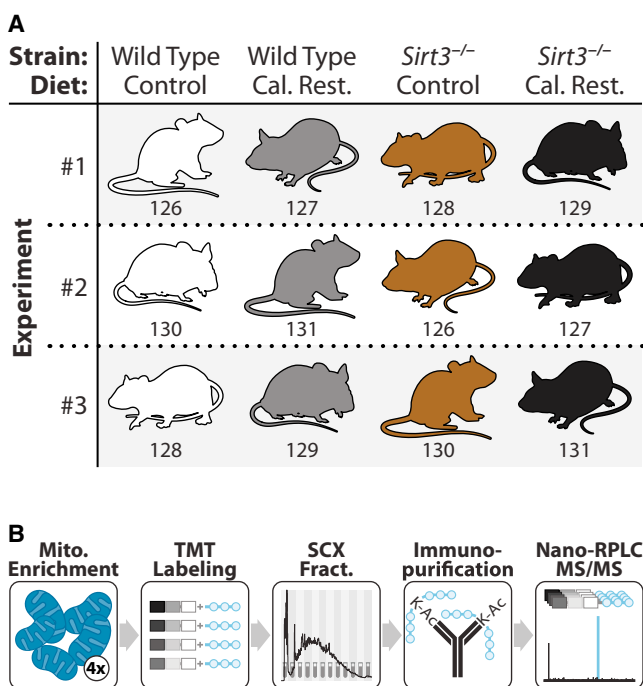 A
Strain: Wild Type Wild Type Sirt3–/– Sirt3–/–
Diet: Control Cal. Rest. Control Cal. Rest.
Experiment
#1
126 127 128 129
#2
130 131 126 127
#3
128 129 130 131
B
Mito. TMT SCX Immuno- Nano-RPLC
Enrichment Labeling Fract. purification MS/MS
K-Ac K-Ac
+
+
+
+
4x